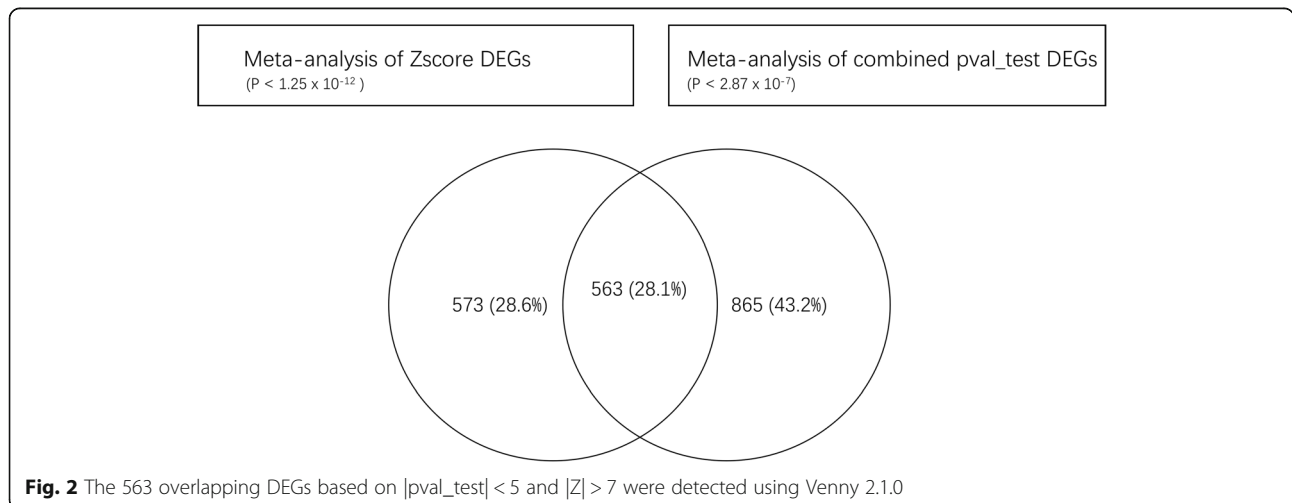 Meta-analysis of Zscore DEGs
(P < 1.25 x 10⁻¹² )
Meta-analysis of combined pval_test DEGs
(P < 2.87 x 10⁻⁷)
573 (28.6%)
563 (28.1%)
865 (43.2%)
Fig. 2 The 563 overlapping DEGs based on |pval_test| < 5 and |Z| > 7 were detected using Venny 2.1.0